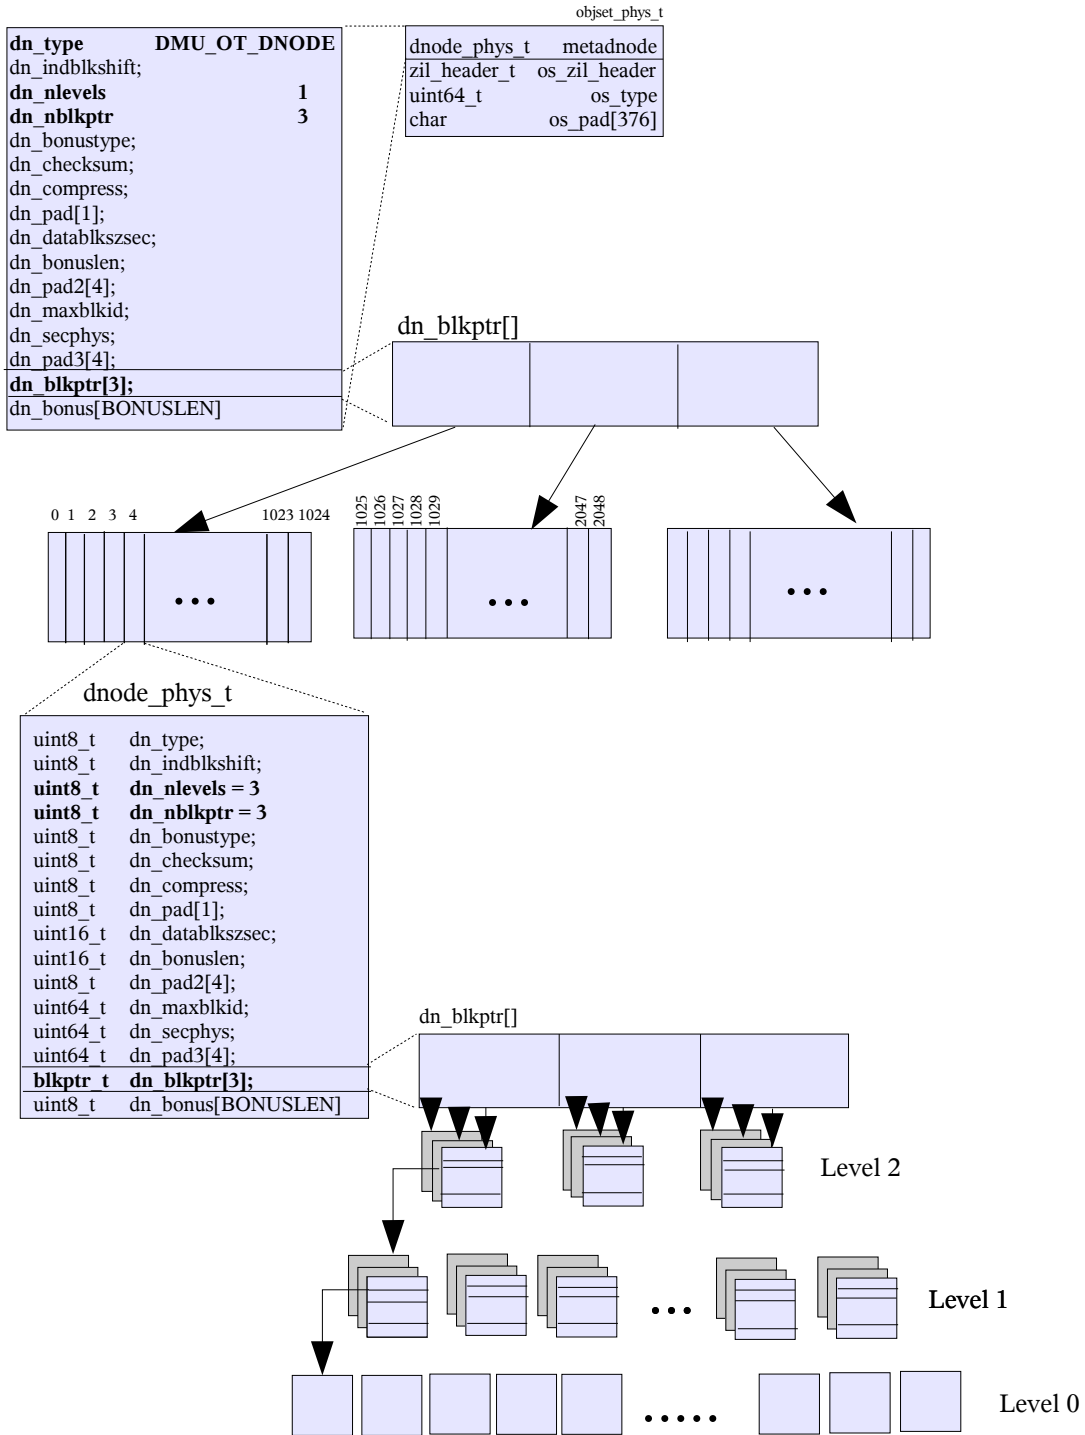 objset_phys_t
dn_type DMU_OT_DNODE
dn_indblkshift;
dn_nlevels 1
dn_nblkptr 3
dn_bonustype;
dn_checksum;
dn_compress;
dn_pad[1];
dn_datablkszsec;
dn_bonuslen;
dn_pad2[4];
dn_maxblkid;
dn_secphys;
dn_pad3[4];
dn_blkptr[3];
dn_bonus[BONUSLEN]
dnode_phys_t metadnode
zil_header_t os_zil_header
uint64_t os_type
char os_pad[376]
dn_blkptr[]
0 1 2 3 4 ... 1023 1024
1025 1026 1027 1028 1029 ... 2047 2048
...
dnode_phys_t
uint8_t dn_type;
uint8_t dn_indblkshift;
uint8_t dn_nlevels = 3
uint8_t dn_nblkptr = 3
uint8_t dn_bonustype;
uint8_t dn_checksum;
uint8_t dn_compress;
uint8_t dn_pad[1];
uint16_t dn_datablkszsec;
uint16_t dn_bonuslen;
uint8_t dn_pad2[4];
uint64_t dn_maxblkid;
uint64_t dn_secphys;
uint64_t dn_pad3[4];
blkptr_t dn_blkptr[3];
uint8_t dn_bonus[BONUSLEN]
dn_blkptr[]
Level 2
... Level 1
..... Level 0